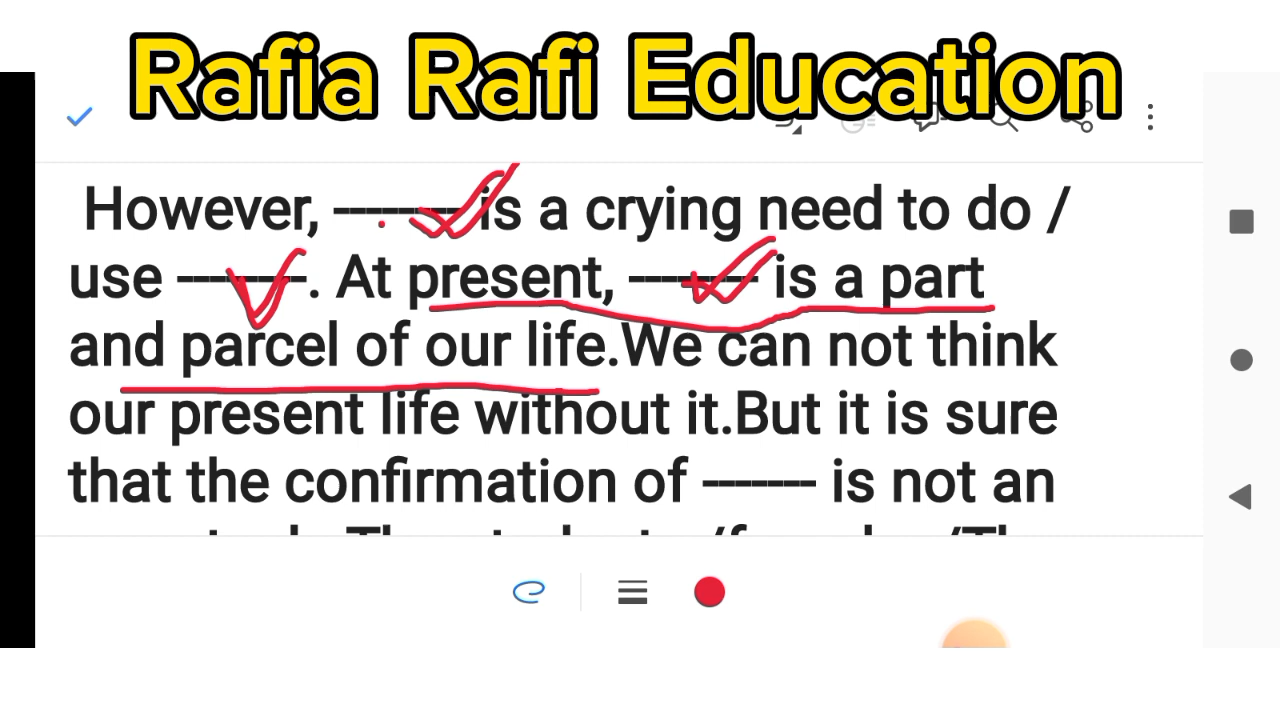 Rafia Rafi Education
However, -------- is a crying need to do /
use --------. At present, -------- is a part
and parcel of our life.We can not think
our present life without it.But it is sure
that the confirmation of ------- is not an